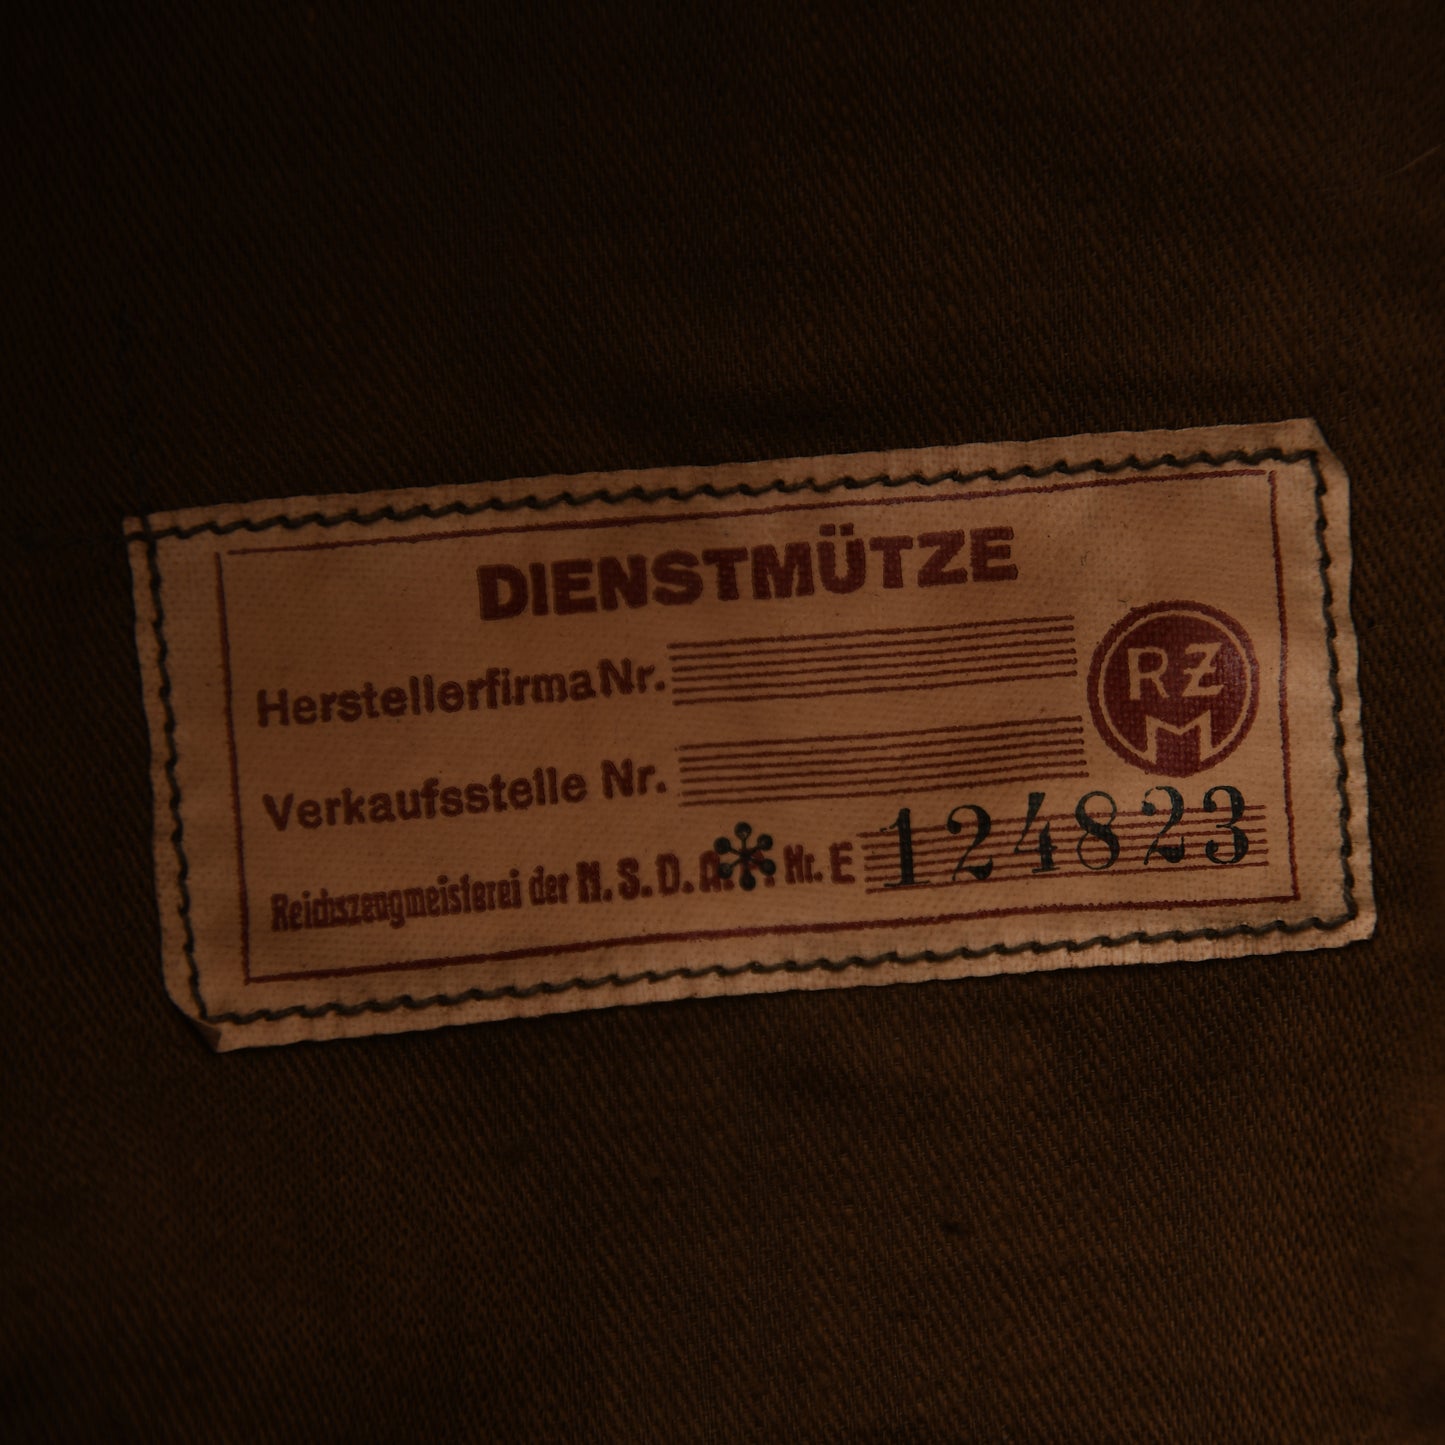 DIENSTMÜTZE
Herstellerfirma Nr.
RZM
Verkaufsstelle Nr.
Reichszeugmeisterei der N. S. D. A. P. Nr. E 124823